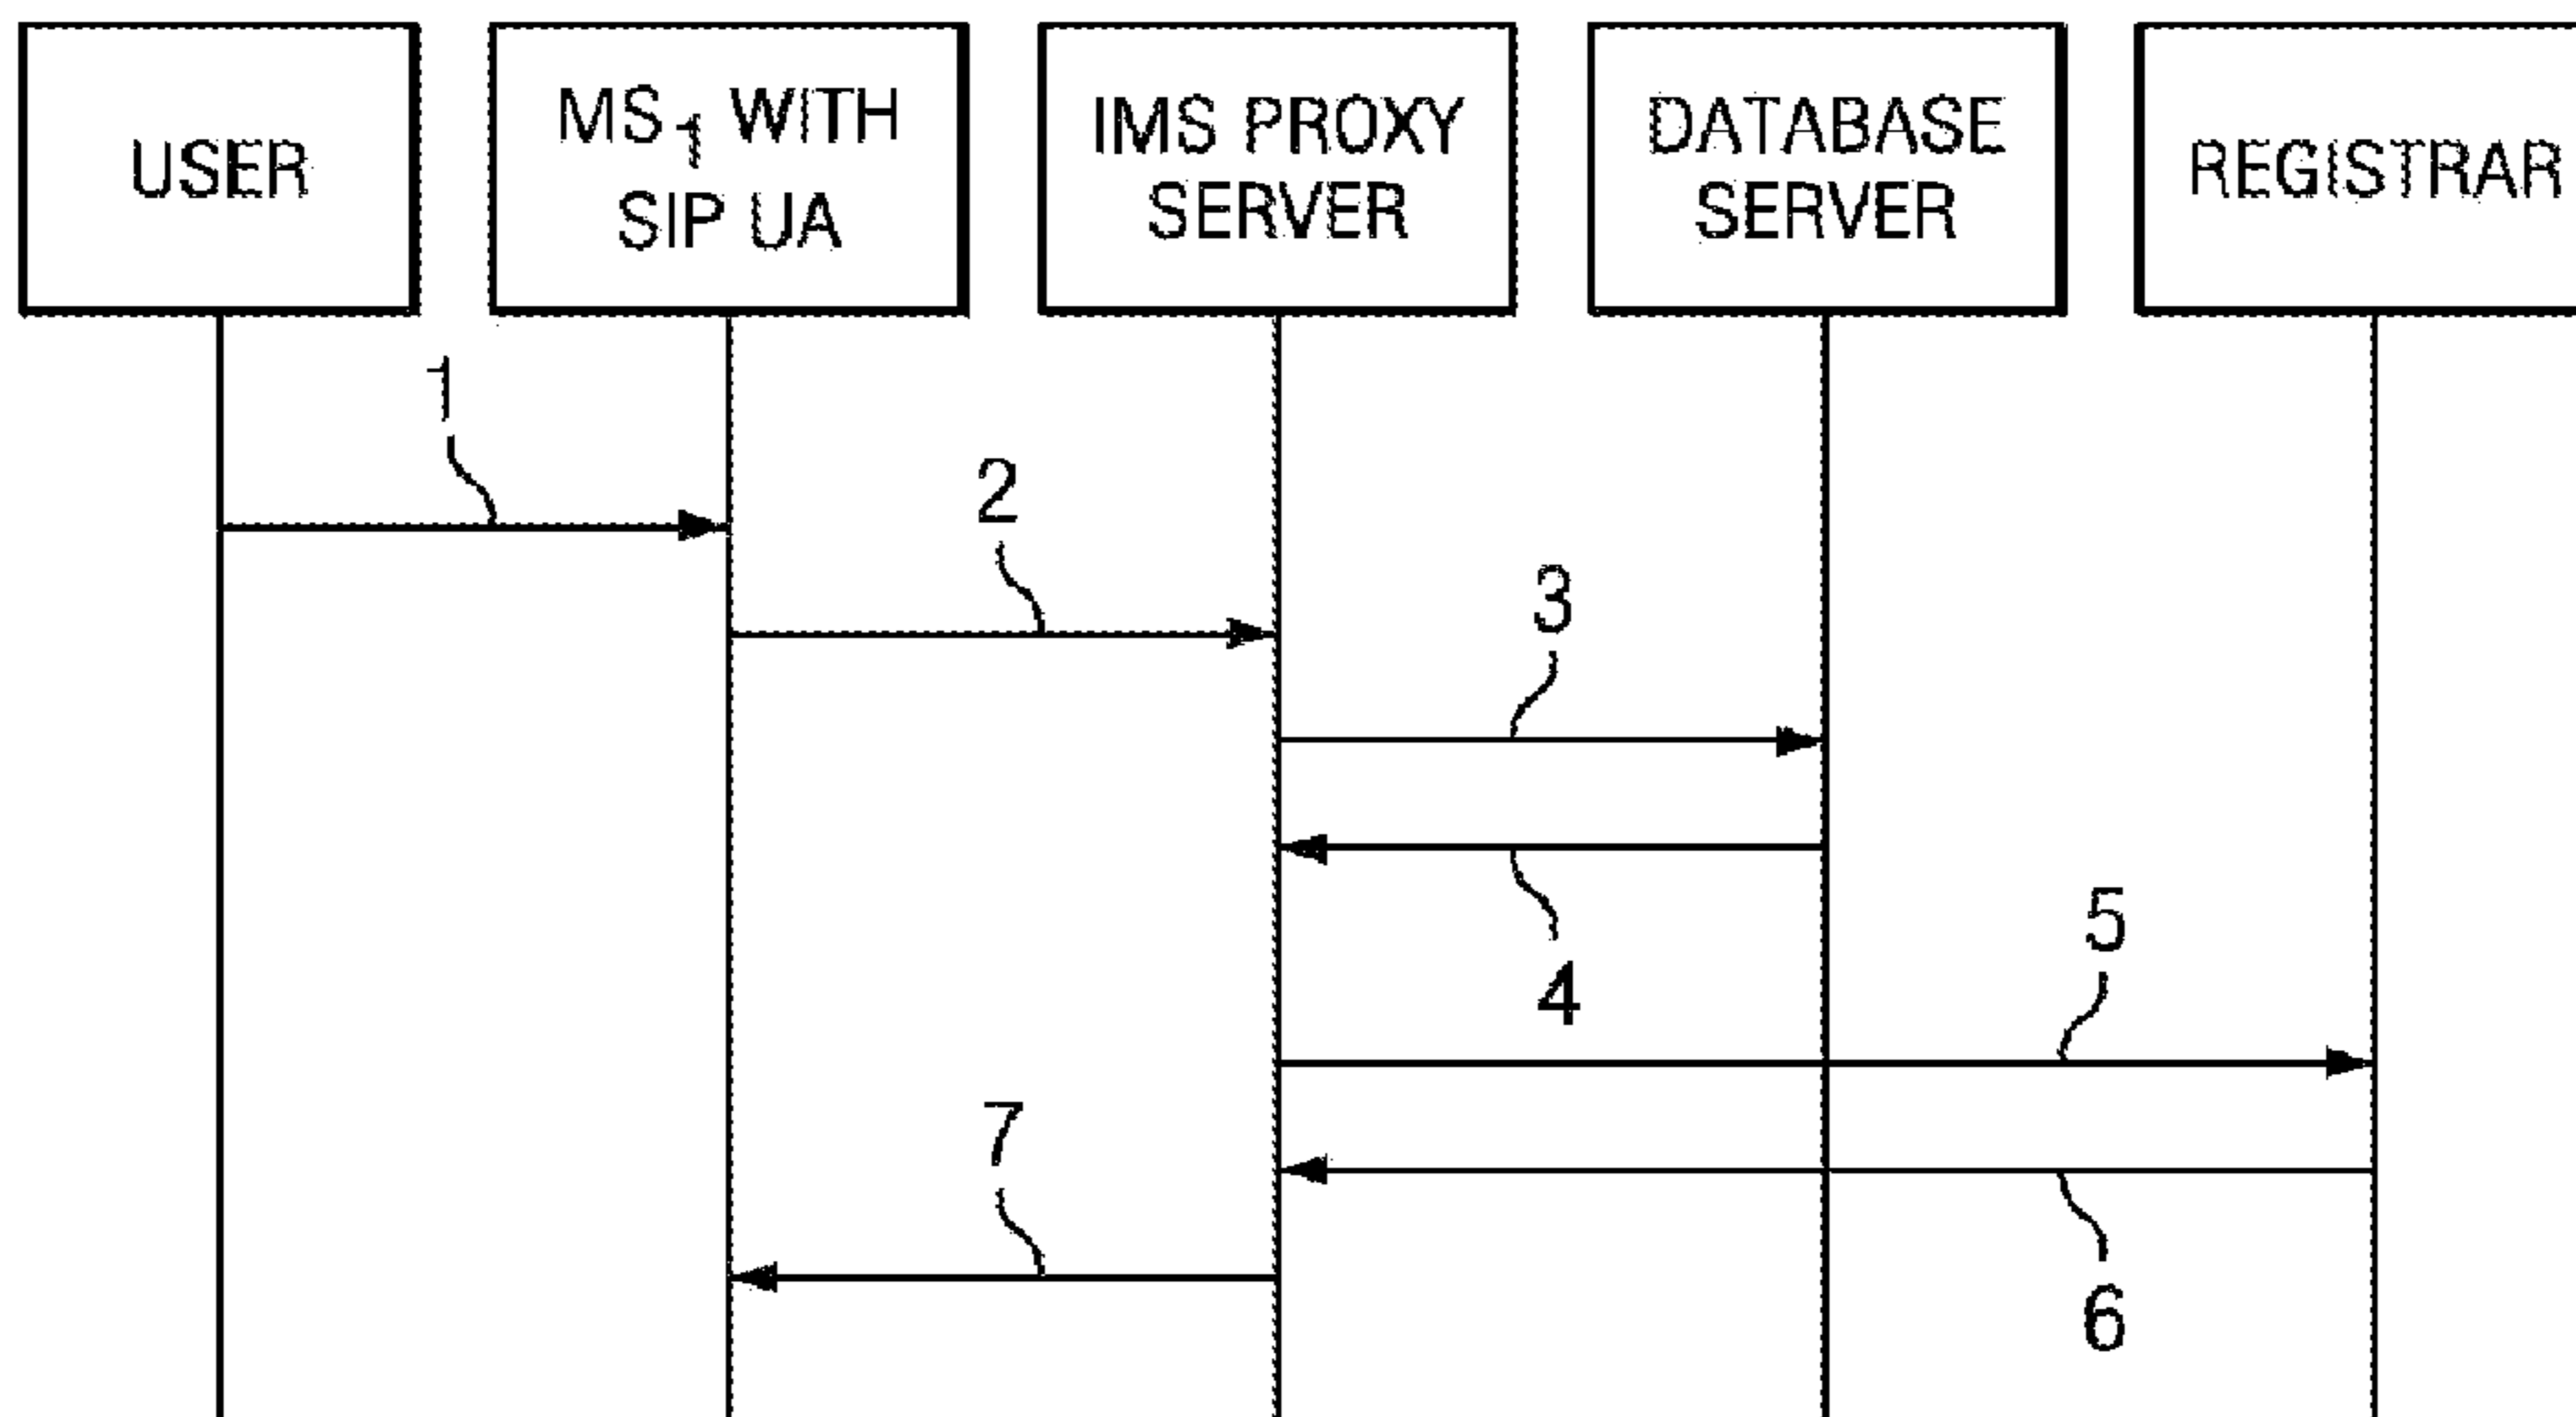 USER
MS1 WITH
SIP UA
IMS PROXY
SERVER
DATABASE
SERVER
REGISTRAR
1
2
3
4
5
7
6